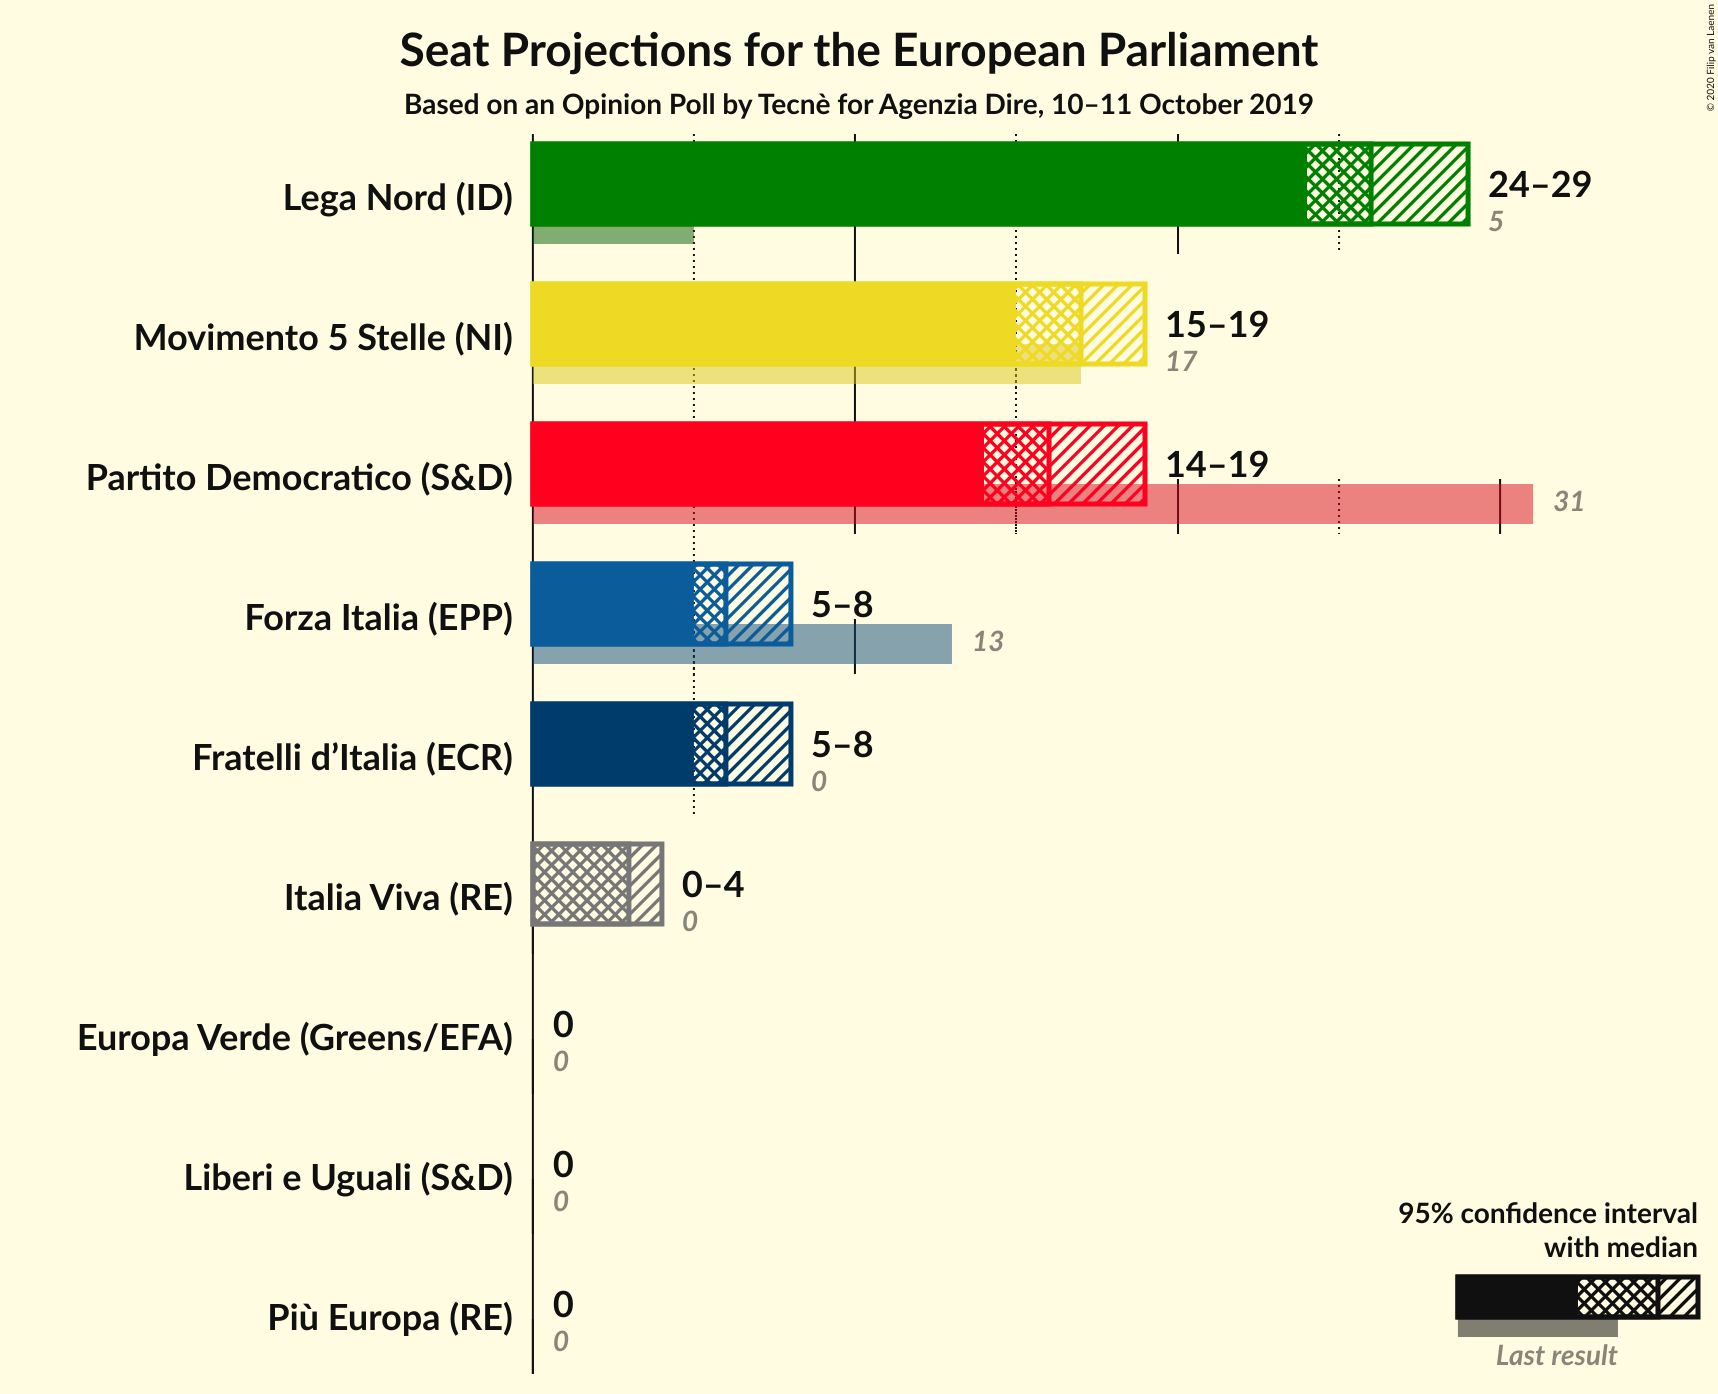 Seat Projections for the European Parliament
Based on an Opinion Poll by Tecnè for Agenzia Dire, 10–11 October 2019
© 2020 Filip van Laenen
Lega Nord (ID)
24–29
5
Movimento 5 Stelle (NI)
15–19
17
Partito Democratico (S&D)
14–19
31
Forza Italia (EPP)
5–8
13
Fratelli d’Italia (ECR)
5–8
0
Italia Viva (RE)
0–4
0
Europa Verde (Greens/EFA)
0
0
Liberi e Uguali (S&D)
0
0
Più Europa (RE)
0
0
95% confidence interval
with median
Last result